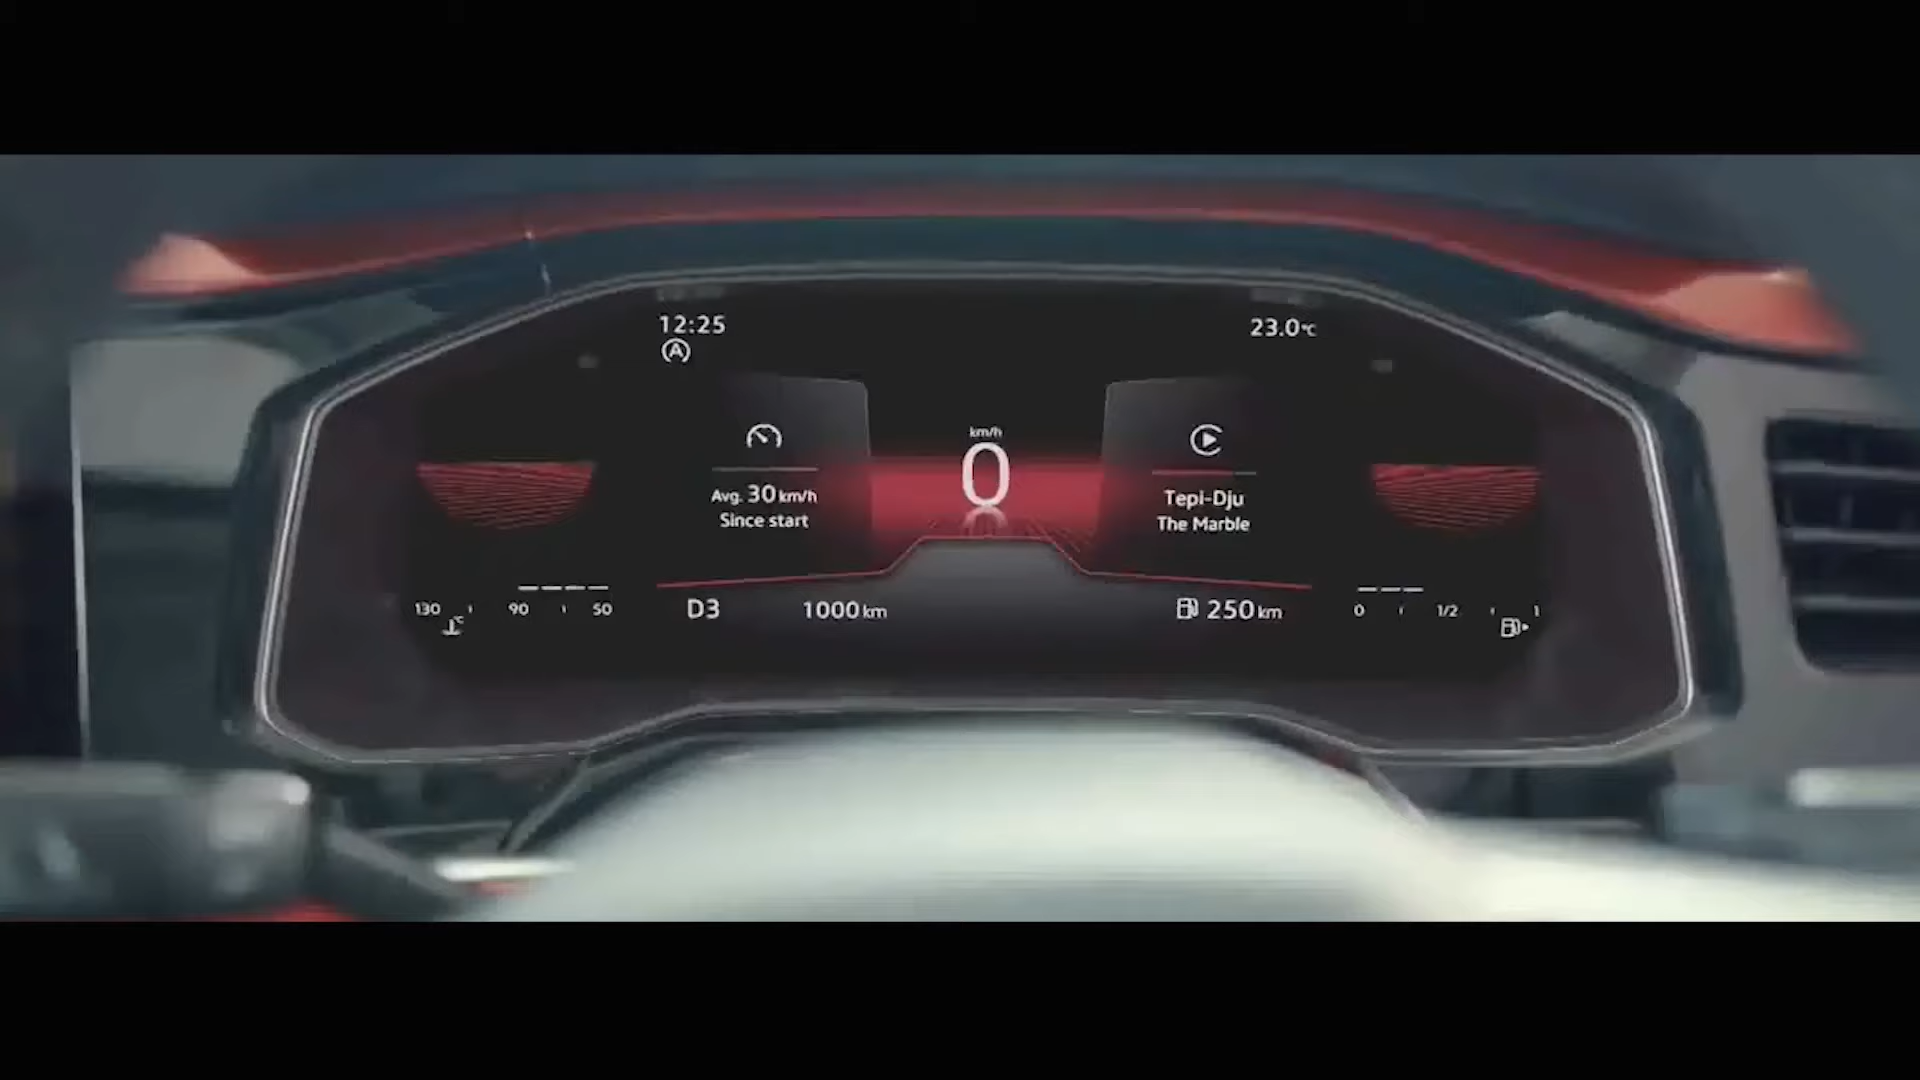 12:25
A
23.0°C
km/h
0
Avg. 30 km/h
Since start
Tepi-Dju
The Marble
130 90 50
°C
D3
1000 km
250 km
0 1/2 1